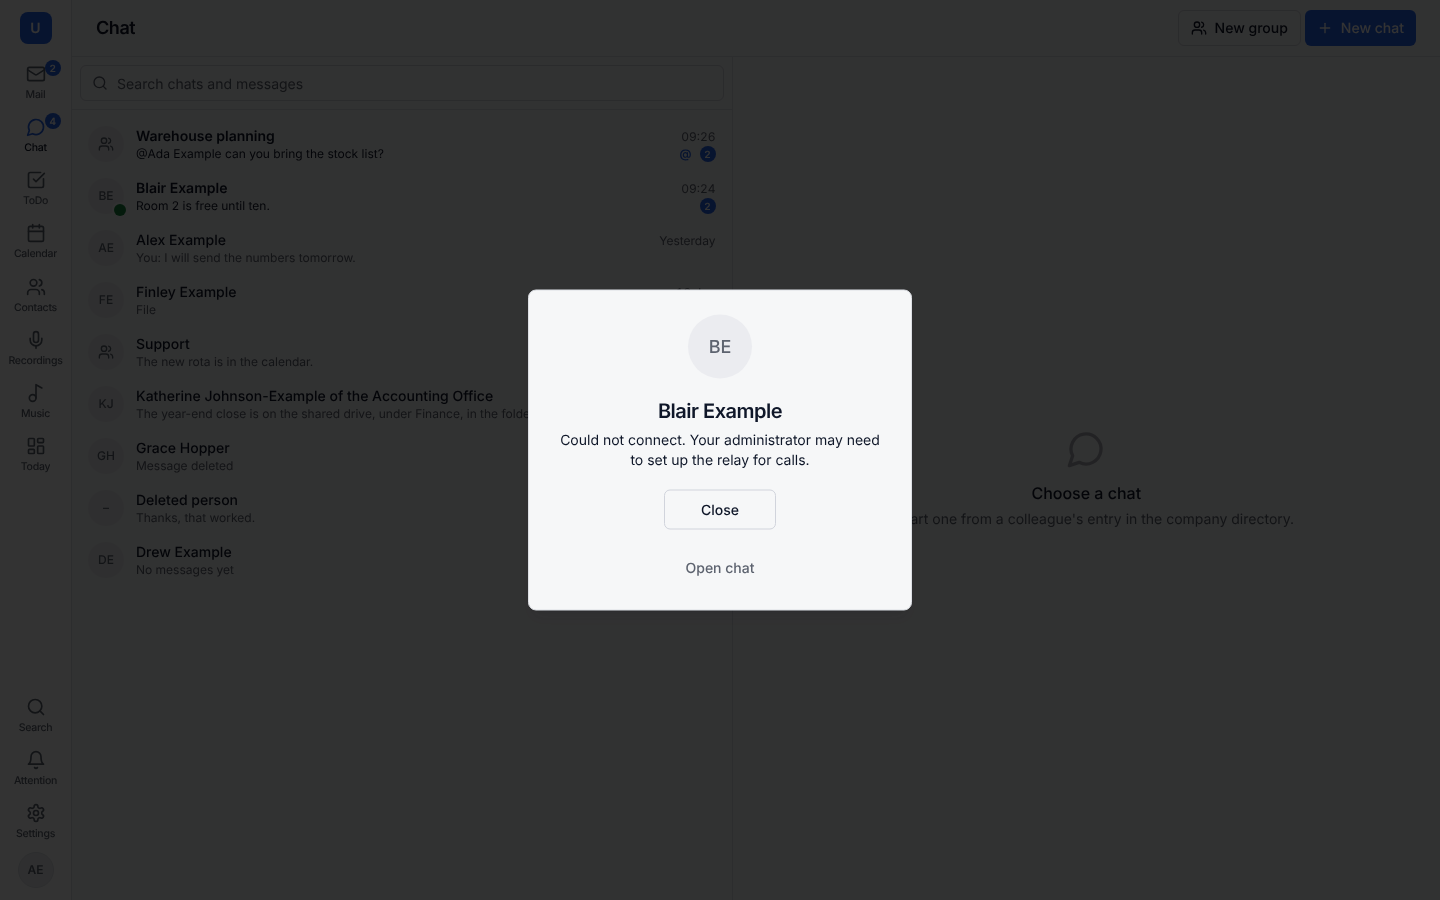 U
Chat
New group
New chat
2
Mail
4
Chat
ToDo
Calendar
Contacts
Recordings
Music
Today
Search
Attention
Settings
AE
Search chats and messages
Warehouse planning
09:26
@Ada Example can you bring the stock list?
@ 2
BE
Blair Example
09:24
Room 2 is free until ten.
2
AE
Alex Example
Yesterday
You: I will send the numbers tomorrow.
FE
Finley Example
File
Support
The new rota is in the calendar.
KJ
Katherine Johnson-Example of the Accounting Office
The year-end close is on the shared drive, under Finance, in the folde
GH
Grace Hopper
Message deleted
–
Deleted person
Thanks, that worked.
DE
Drew Example
No messages yet
BE
Blair Example
Could not connect. Your administrator may need
to set up the relay for calls.
Close
Open chat
Choose a chat
art one from a colleague's entry in the company directory.